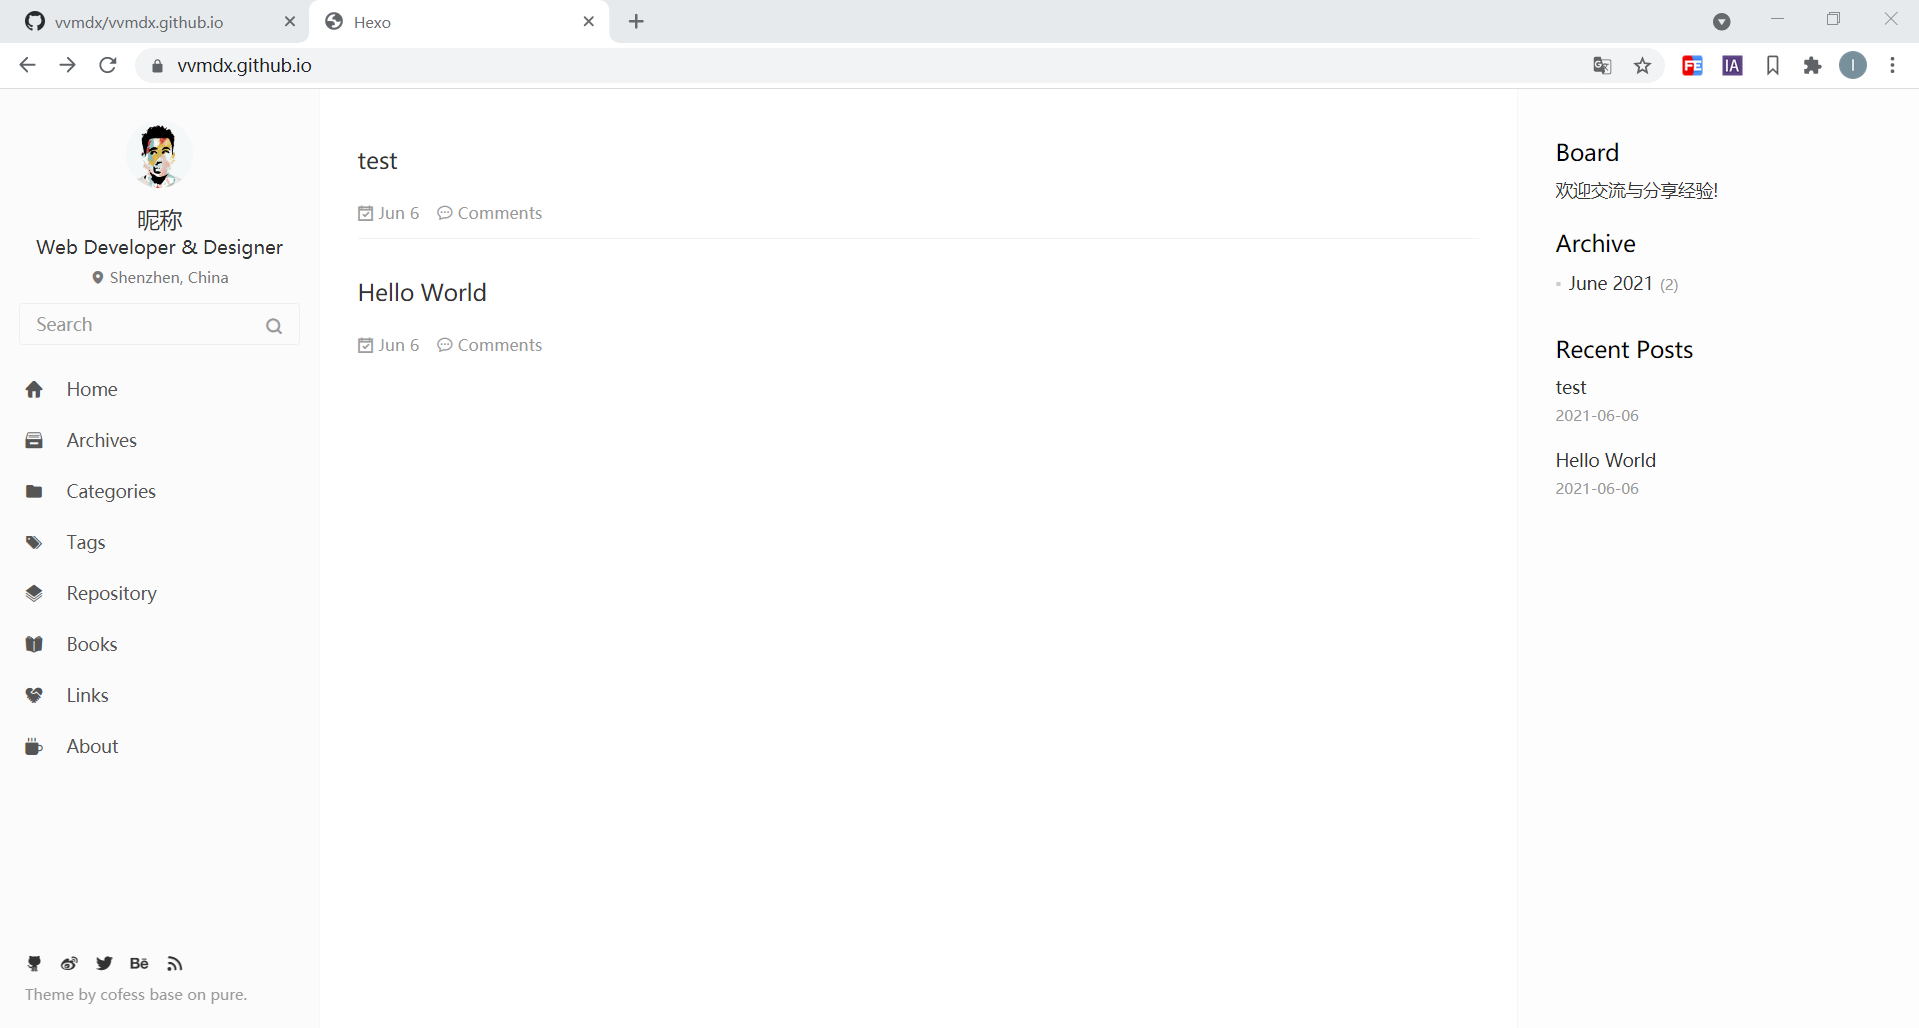 vvmdx/vvmdx.github.io
Hexo
vvmdx.github.io
FE
IA
I
昵称
Web Developer & Designer
Shenzhen, China
Search
Home
Archives
Categories
Tags
Repository
Books
Links
About
Bē
Theme by cofess base on pure.
test
Jun 6 Comments
Hello World
Jun 6 Comments
Board
欢迎交流与分享经验!
Archive
June 2021 (2)
Recent Posts
test
2021-06-06
Hello World
2021-06-06